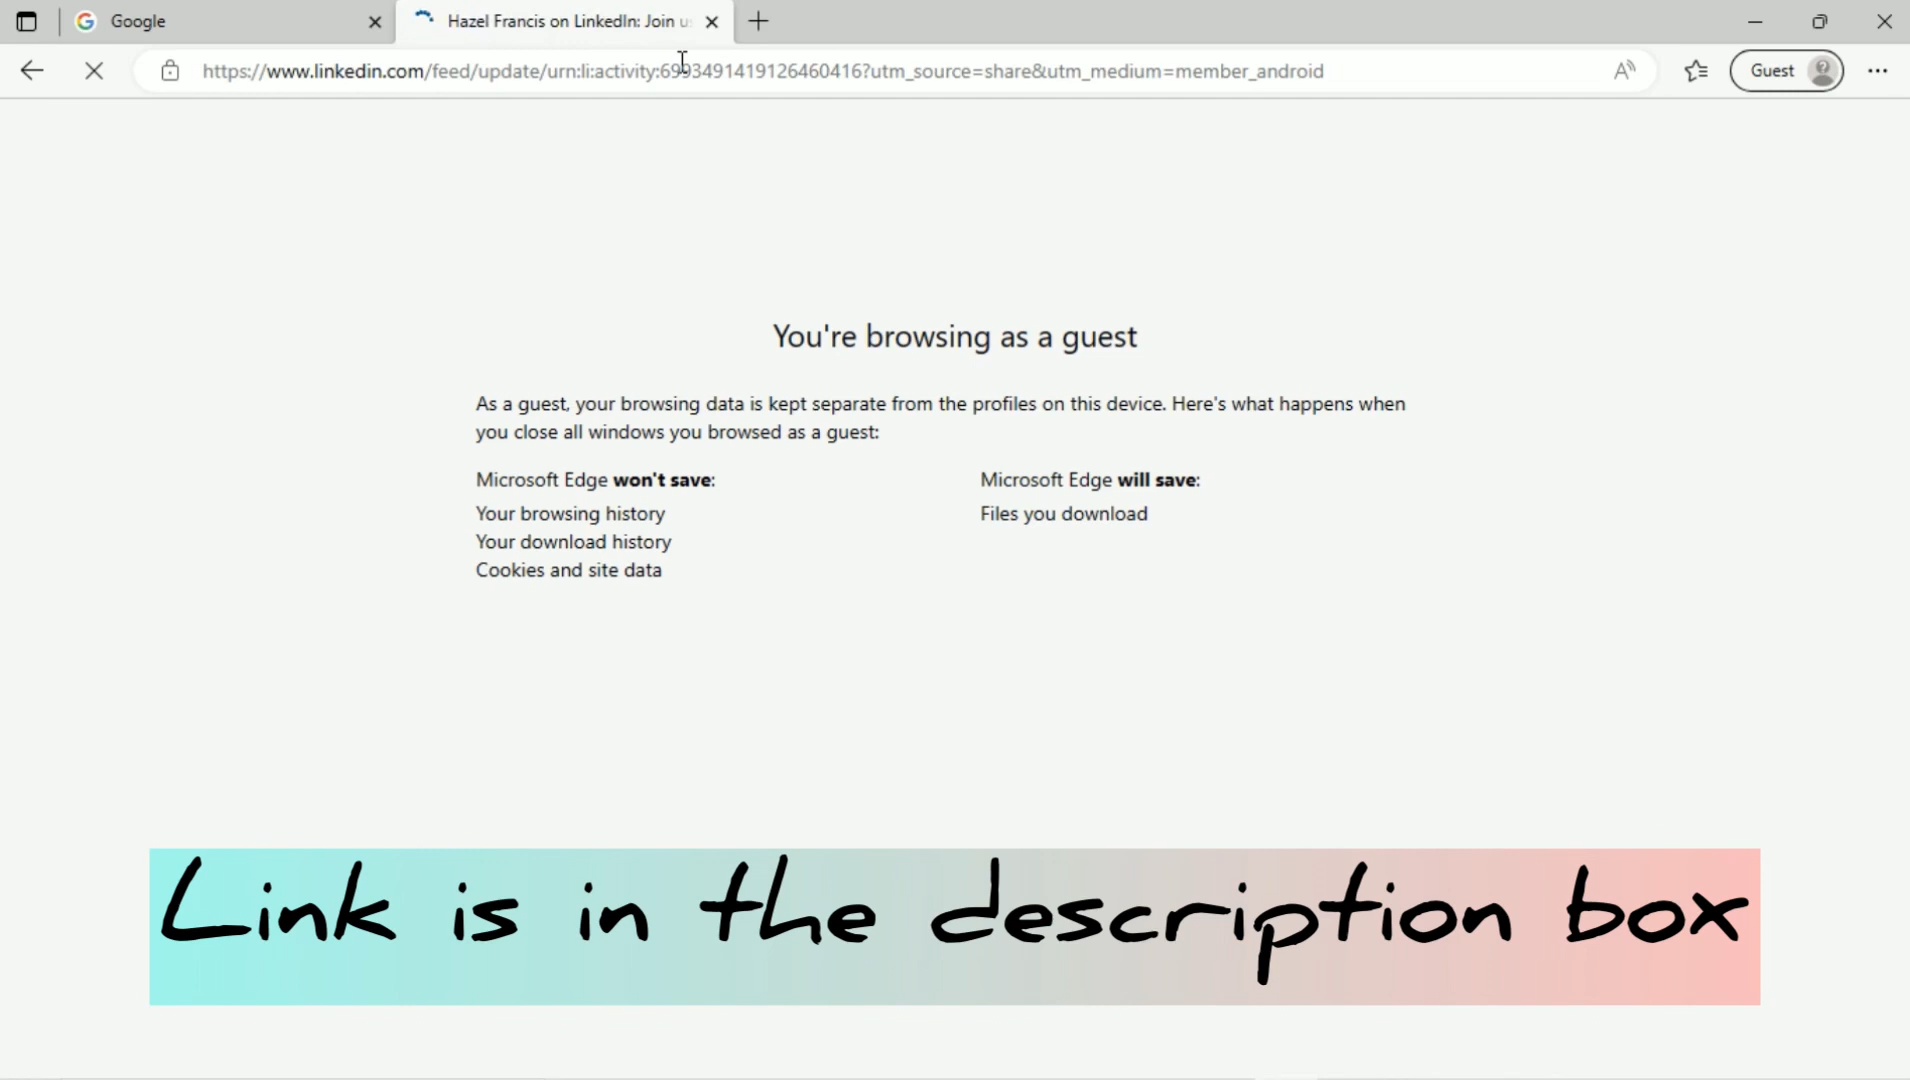 Google
Hazel Francis on LinkedIn: Join us
https://www.linkedin.com/feed/update/urn:li:activity:6993491419126460416?utm_source=share&utm_medium=member_android
Guest
You're browsing as a guest
As a guest, your browsing data is kept separate from the profiles on this device. Here's what happens when
you close all windows you browsed as a guest:
Microsoft Edge won't save:
Your browsing history
Your download history
Cookies and site data
Microsoft Edge will save:
Files you download
Link is in the description box